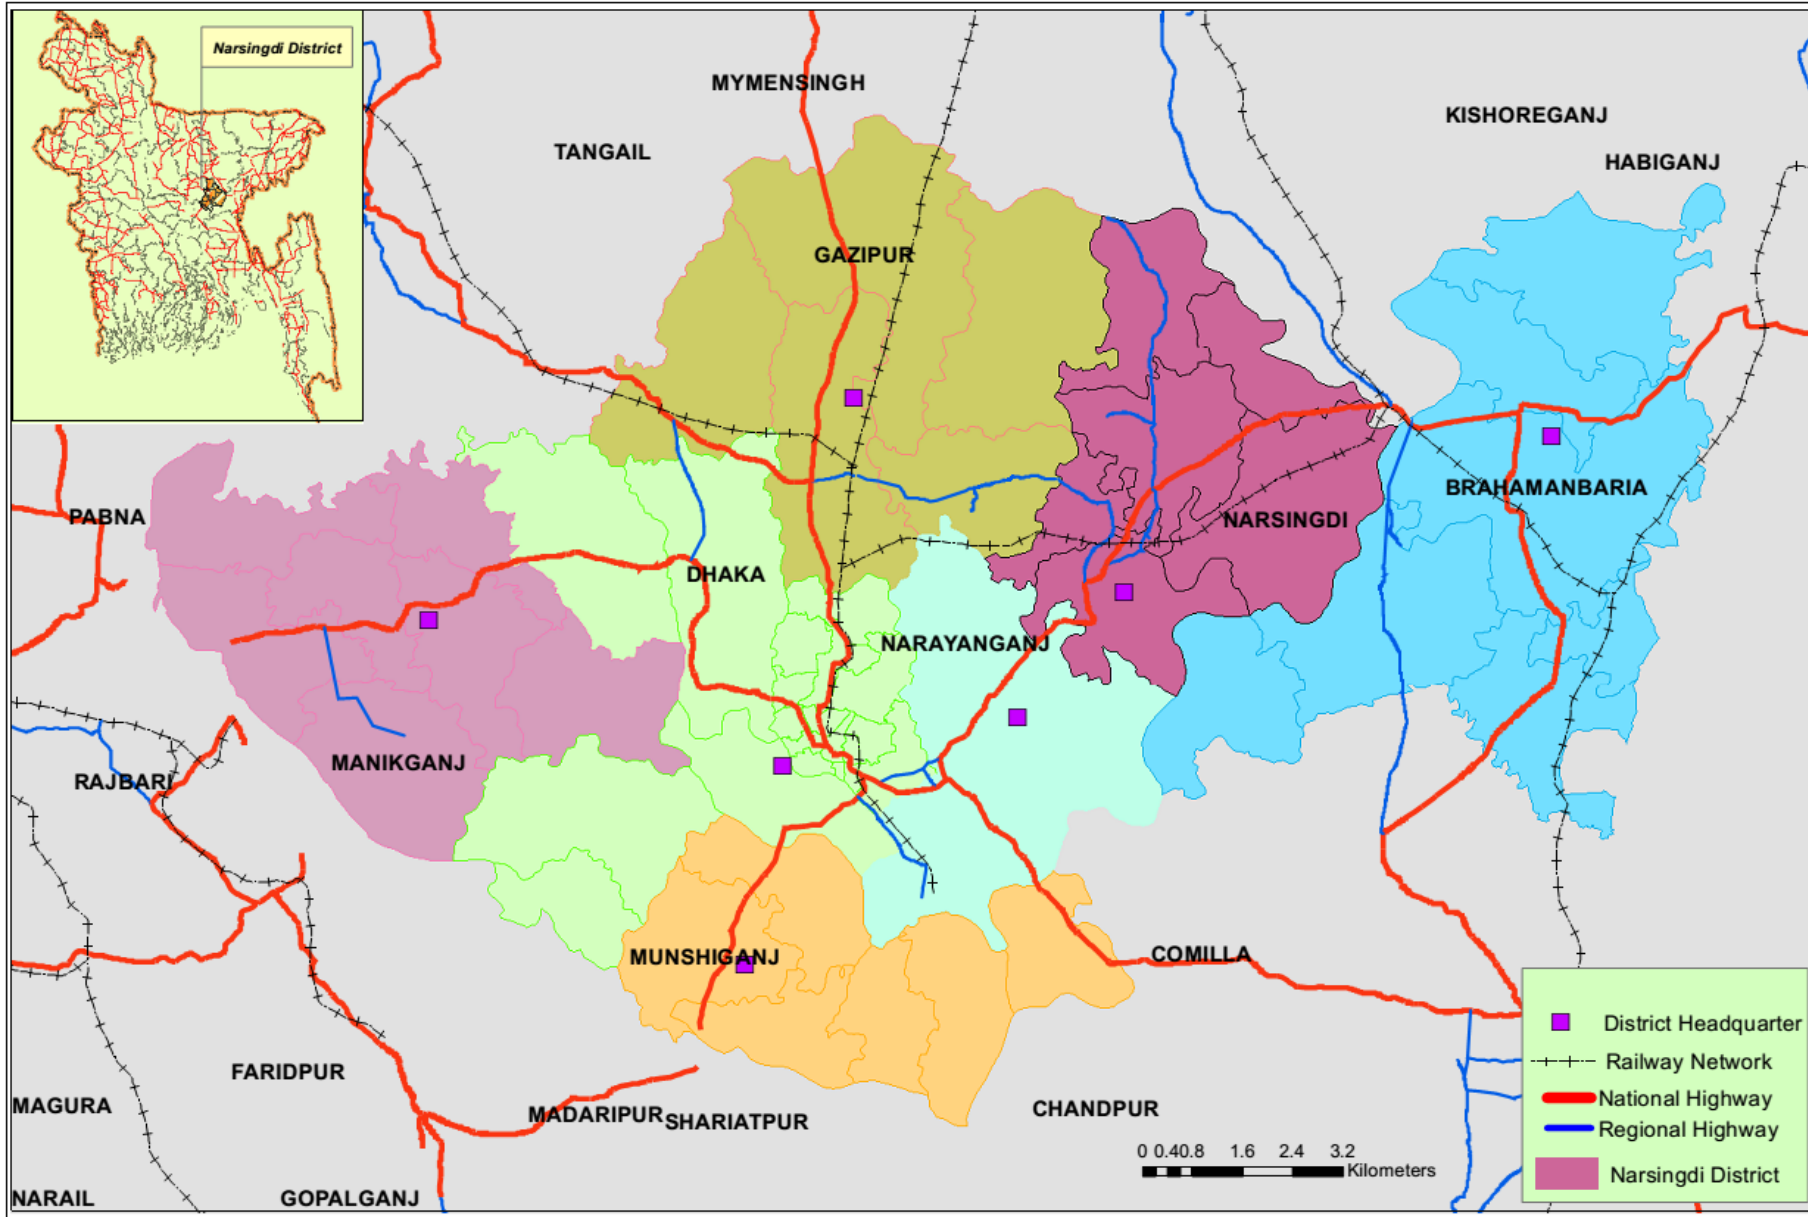 Narsingdi District
MYMENSINGH
KISHOREGANJ
TANGAIL
HABIGANJ
GAZIPUR
BRAHAMANBARIA
PABNA
NARSINGDI
DHAKA
NARAYANGANJ
MANIKGANJ
RAJBARI
MUNSHIGANJ
COMILLA
District Headquarter
FARIDPUR
Railway Network
MAGURA
National Highway
MADARIPUR
SHARIATPUR
CHANDPUR
Regional Highway
0 0.40.8 1.6 2.4 3.2
Kilometers
Narsingdi District
NARAIL
GOPALGANJ